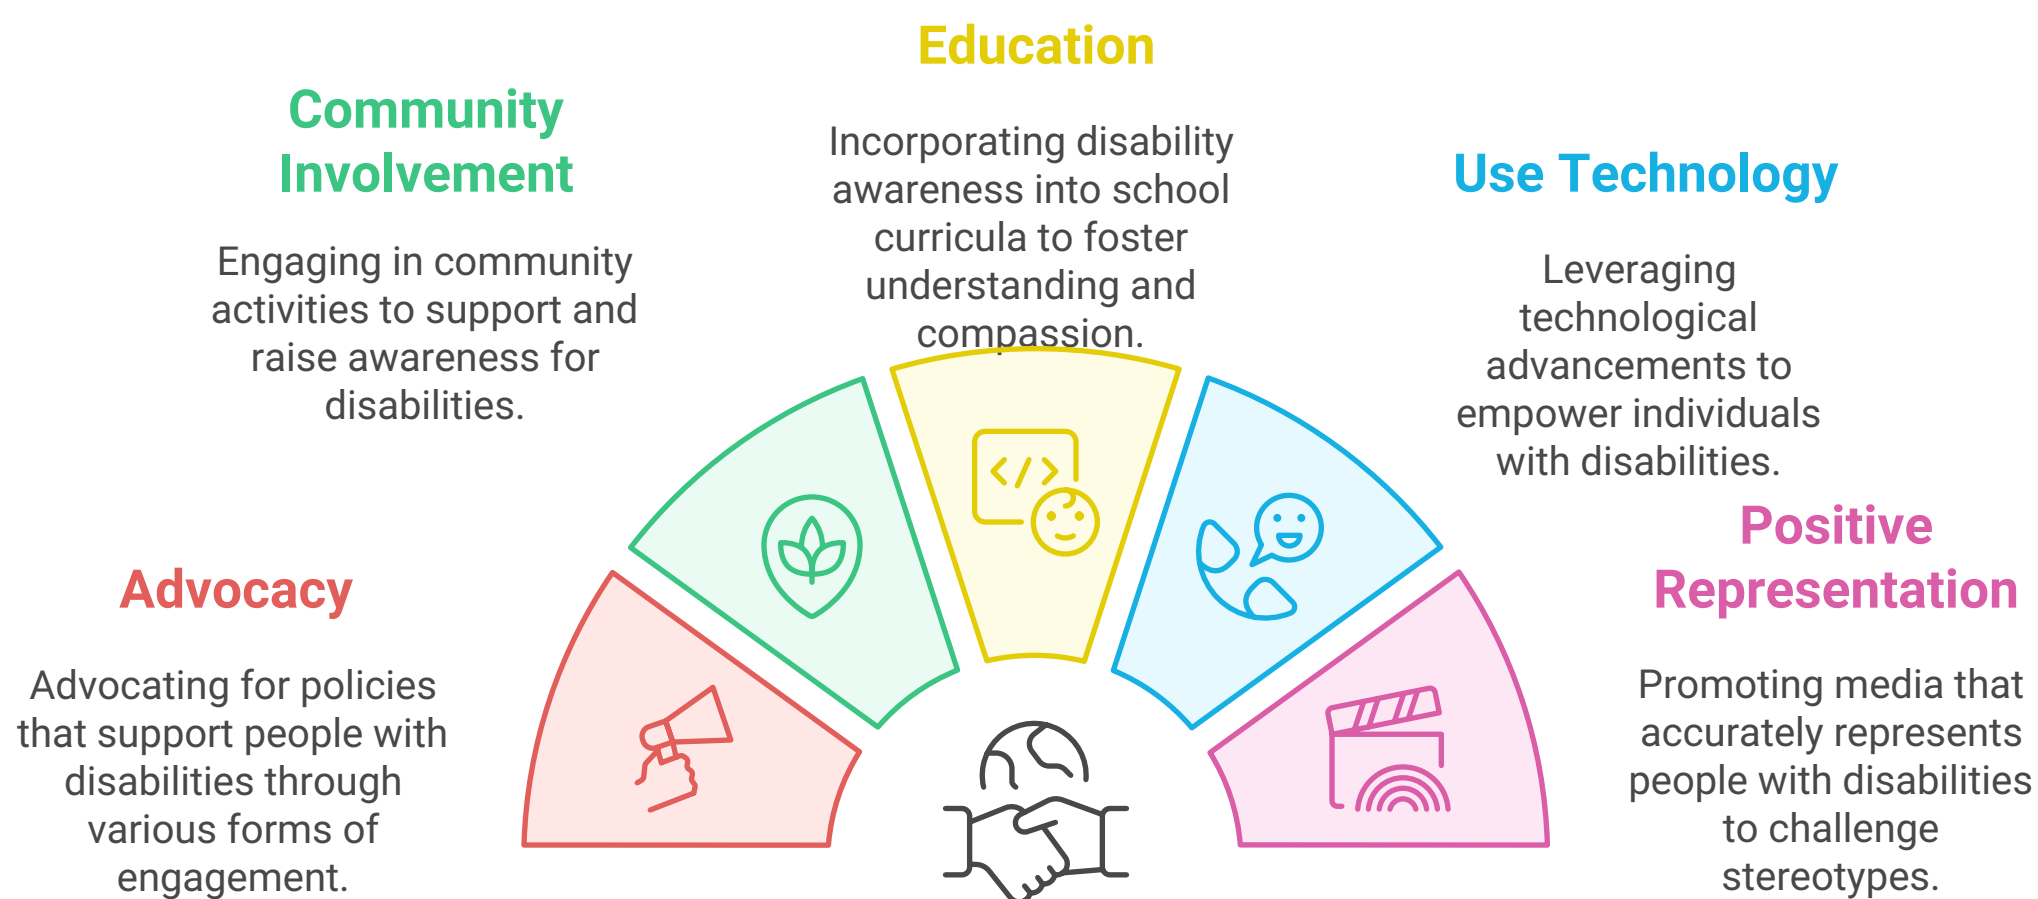 Education
Incorporating disability
awareness into school
curricula to foster
understanding and
compassion.
Community
Involvement
Engaging in community
activities to support and
raise awareness for
disabilities.
Use Technology
Leveraging
technological
advancements to
empower individuals
with disabilities.
Advocacy
Advocating for policies
that support people with
disabilities through
various forms of
engagement.
Positive
Representation
Promoting media that
accurately represents
people with disabilities
to challenge
stereotypes.